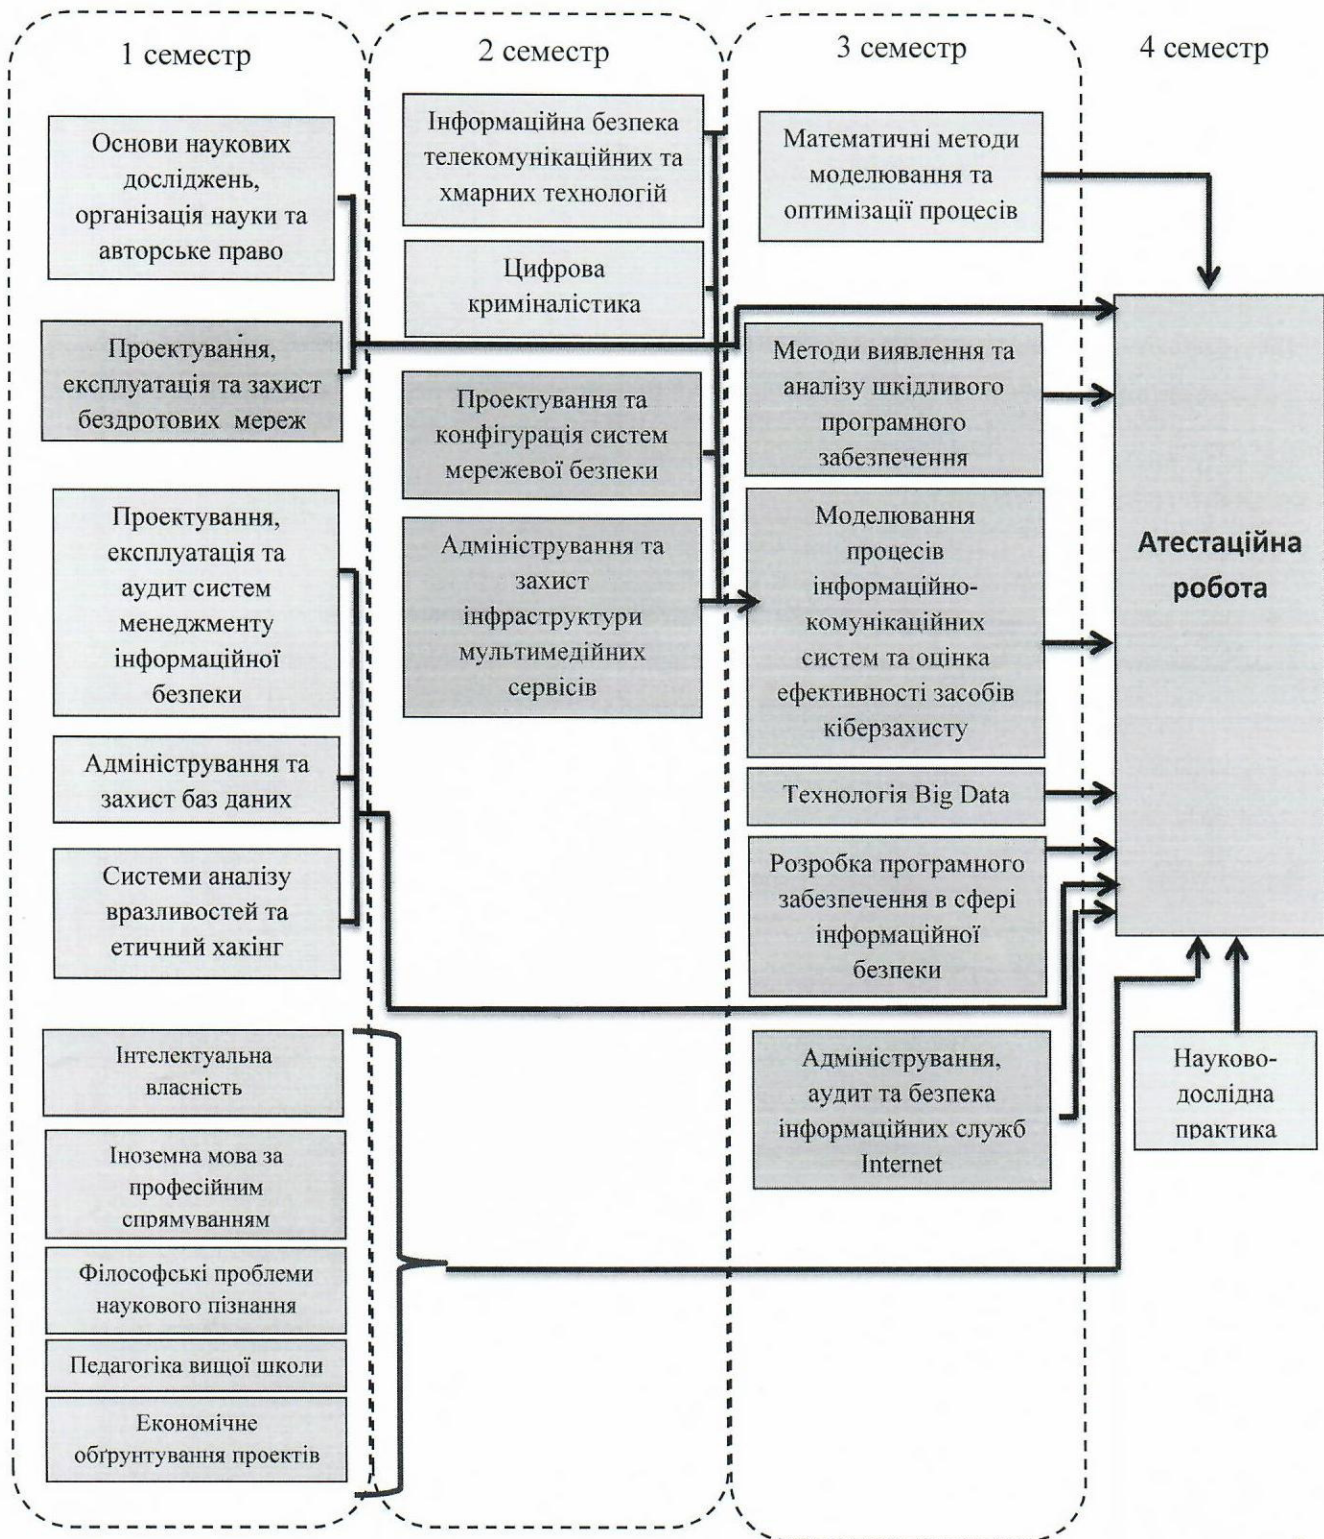 1 семестр
Основи наукових
досліджень,
організація науки та
авторське право
Проектування,
експлуатація та захист
бездротових мереж
Проектування,
експлуатація та
аудит систем
менеджменту
інформаційної
безпеки
Адміністрування та
захист баз даних
Системи аналізу
вразливостей та
етичний хакінг
Інтелектуальна
власність
Іноземна мова за
професійним
спрямуванням
Філософські проблеми
наукового пізнання
Педагогіка вищої школи
Економічне
обґрунтування проектів
2 семестр
Інформаційна безпека
телекомунікаційних та
хмарних технологій
Цифрова
криміналістика
Проектування та
конфігурація систем
мережевої безпеки
Адміністрування та
захист
інфраструктури
мультимедійних
сервісів
3 семестр
Математичні методи
моделювання та
оптимізації процесів
Методи виявлення та
аналізу шкідливого
програмного
забезпечення
Моделювання
процесів
інформаційно-
комунікаційних
систем та оцінка
ефективності засобів
кіберзахисту
Технологія Big Data
Розробка програмного
забезпечення в сфері
інформаційної
безпеки
Адміністрування,
аудит та безпека
інформаційних служб
Internet
4 семестр
Атестаційна
робота
Науково-
дослідна
практика